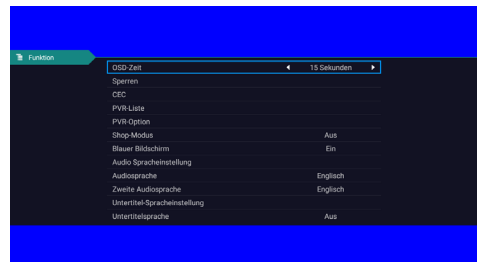 Funktion
OSD-Zeit 15 Sekunden
Sperren
CEC
PVR-Liste
PVR-Option
Shop-Modus Aus
Blauer Bildschirm Ein
Audio Spracheinstellung
Audiosprache Englisch
Zweite Audiosprache Englisch
Untertitel-Spracheinstellung
Untertitelsprache Aus